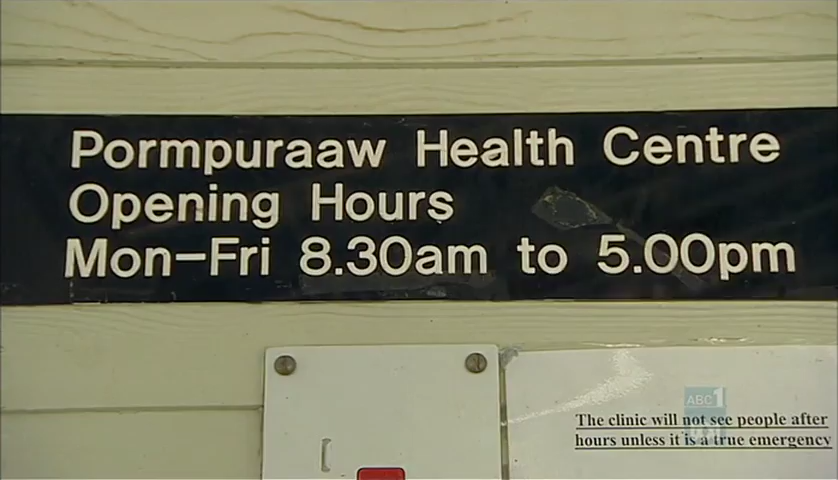 Pormpuraaw Health Centre
Opening Hours
Mon-Fri 8.30am to 5.00pm
ABC1
The clinic will not see people after
hours unless it is a true emergency